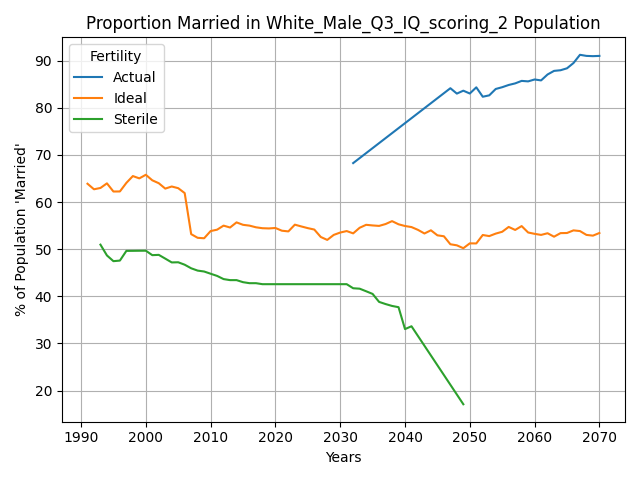 Proportion Married in White_Male_Q3_IQ_scoring_2 Population
Fertility
Actual
Ideal
Sterile
% of Population 'Married'
90
80
70
60
50
40
30
20
1990 2000 2010 2020 2030 2040 2050 2060 2070
Years